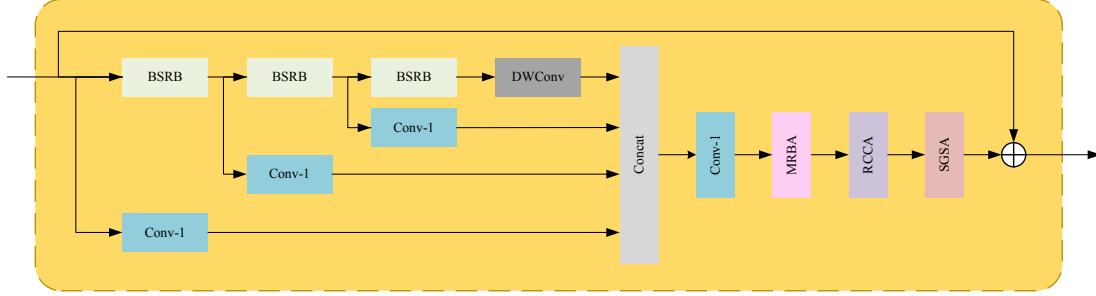 BSRB
BSRB
BSRB
DWConv
Conv-1
Conv-1
Conv-1
Concat
Conv-1
MRBA
RCCA
SGSA